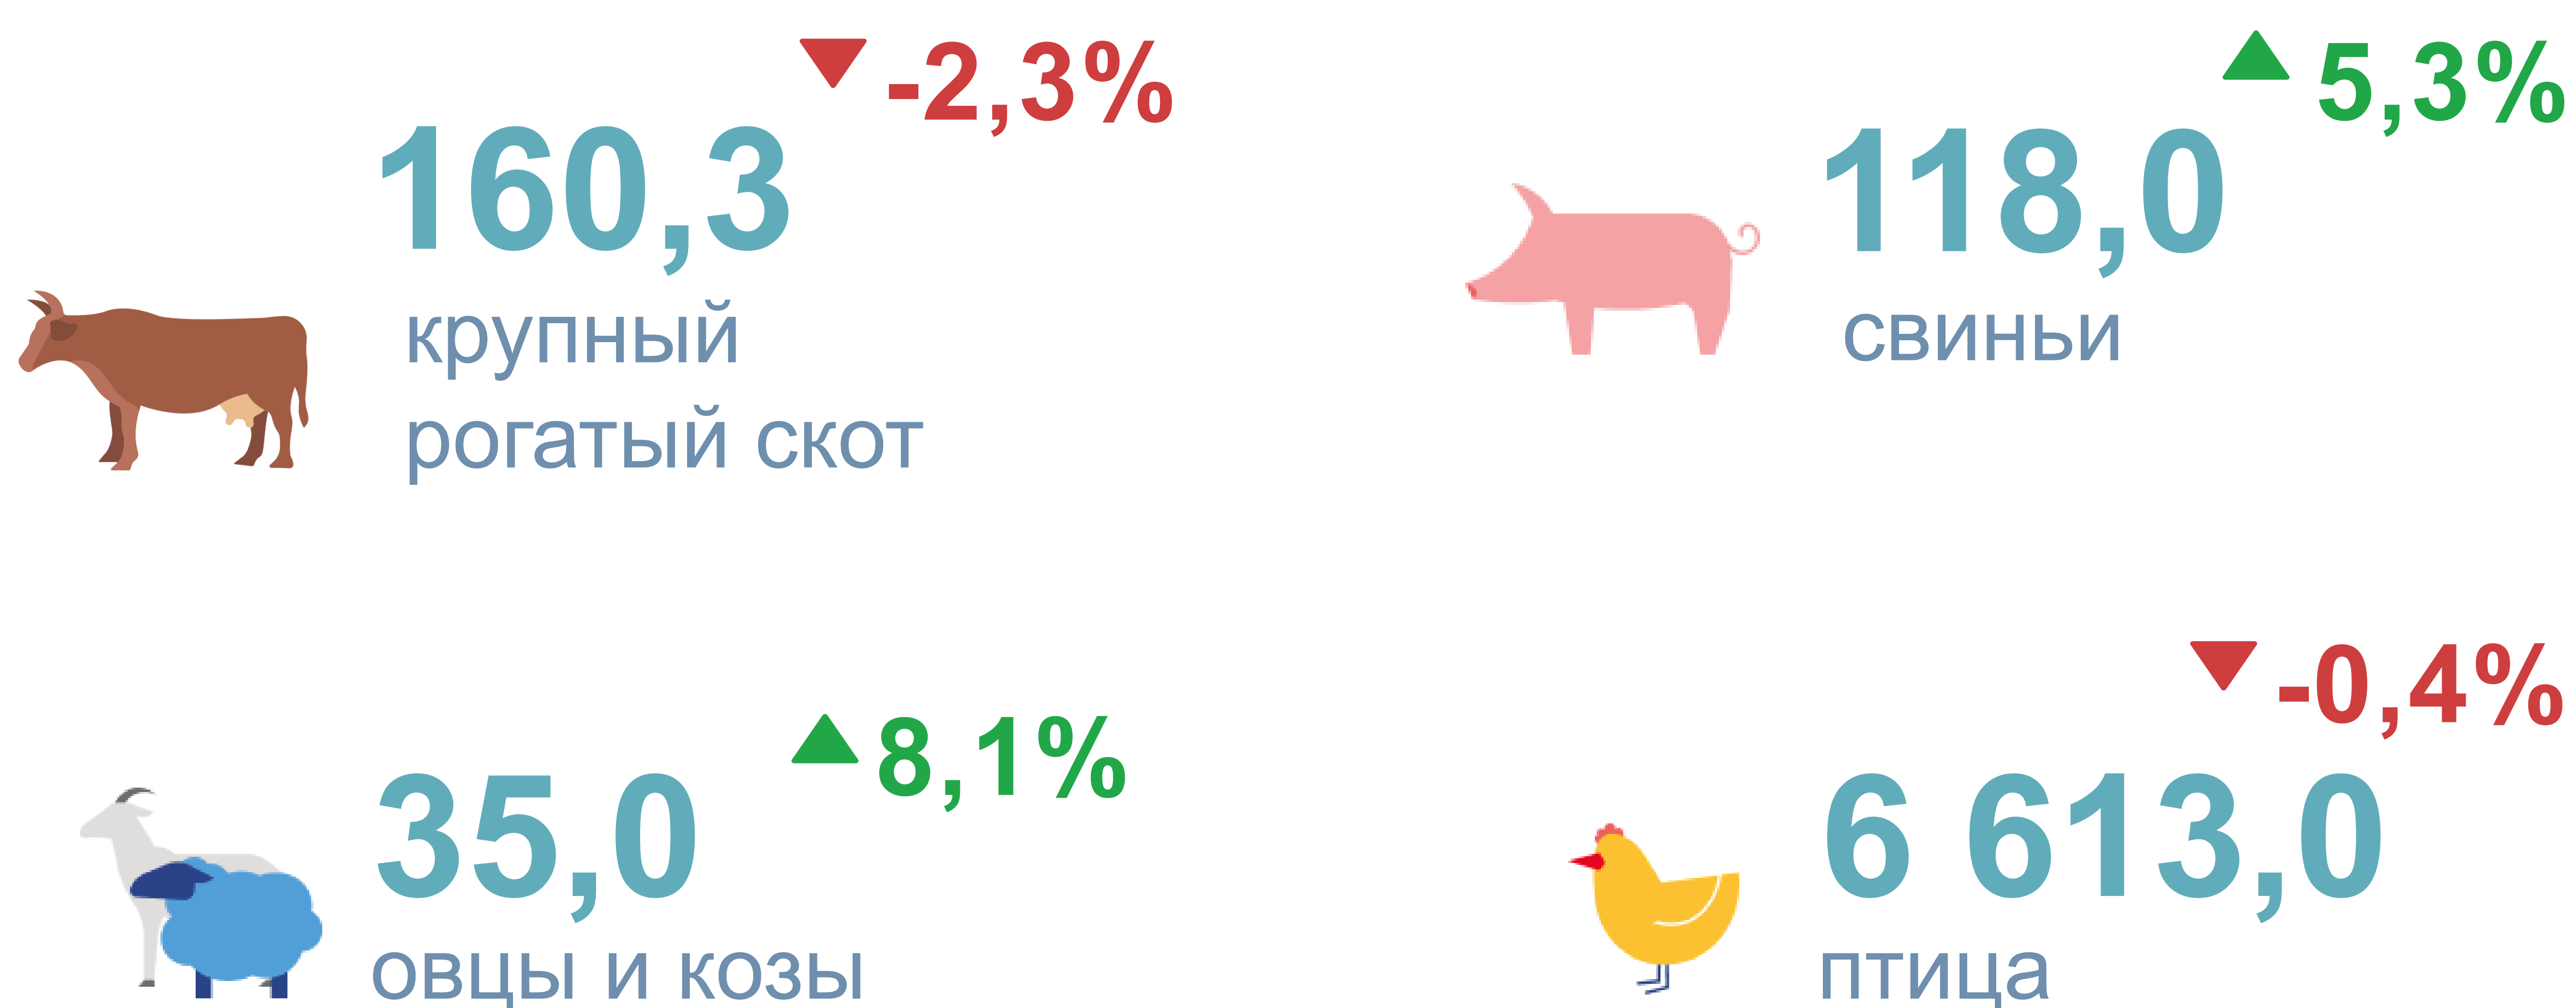 -2,3%
160,3
крупный
рогатый скот
5,3%
118,0
свиньи
8,1%
35,0
овцы и козы
-0,4%
6 613,0
птица